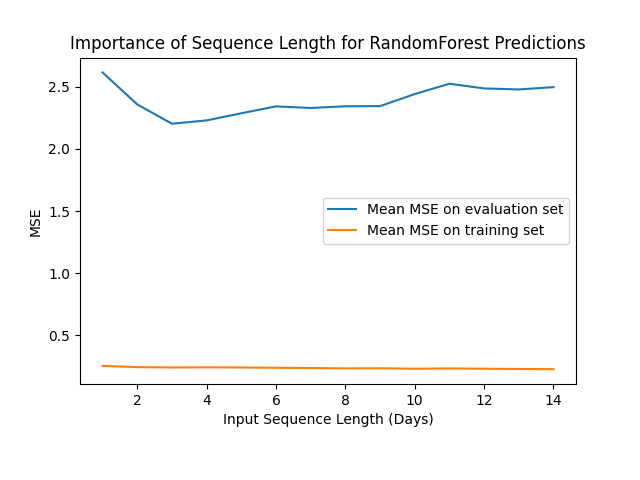 Importance of Sequence Length for RandomForest Predictions
MSE
2.5
2.0
1.5
1.0
0.5
Mean MSE on evaluation set
Mean MSE on training set
2 4 6 8 10 12 14
Input Sequence Length (Days)